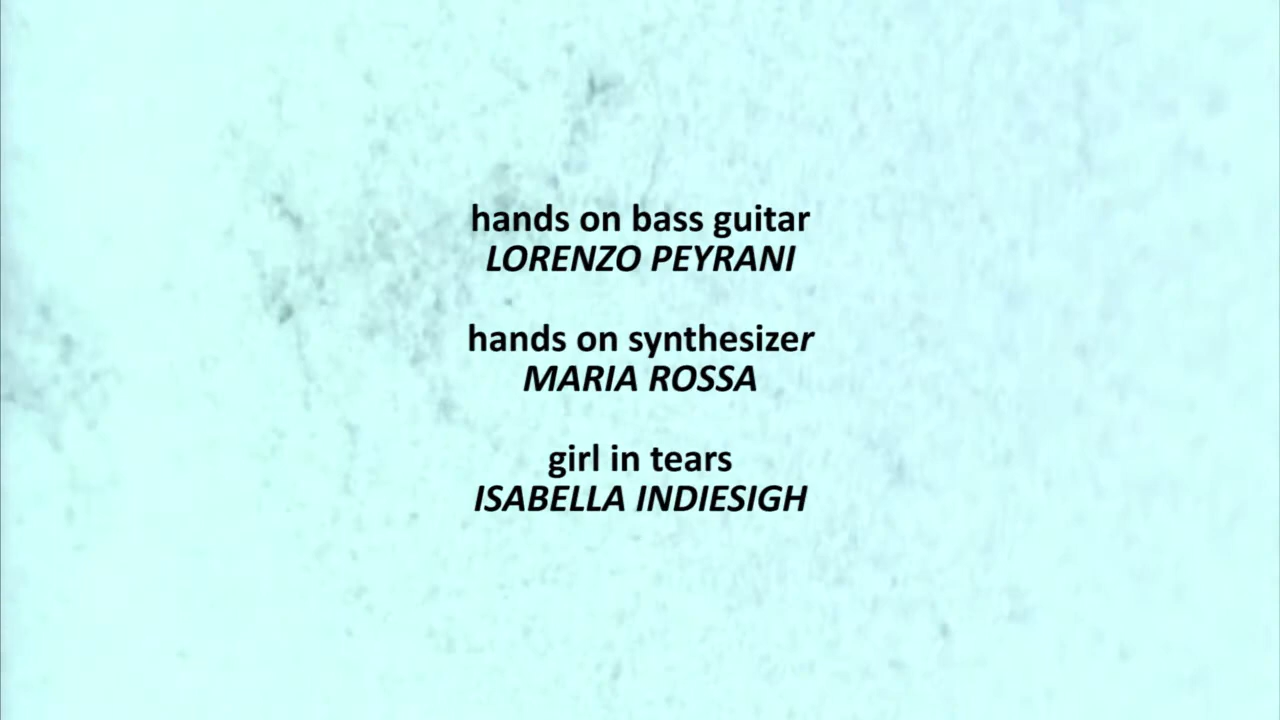 hands on bass guitar
LORENZO PEYRANI
hands on synthesizer
MARIA ROSSA
girl in tears
ISABELLA INDIESIGH